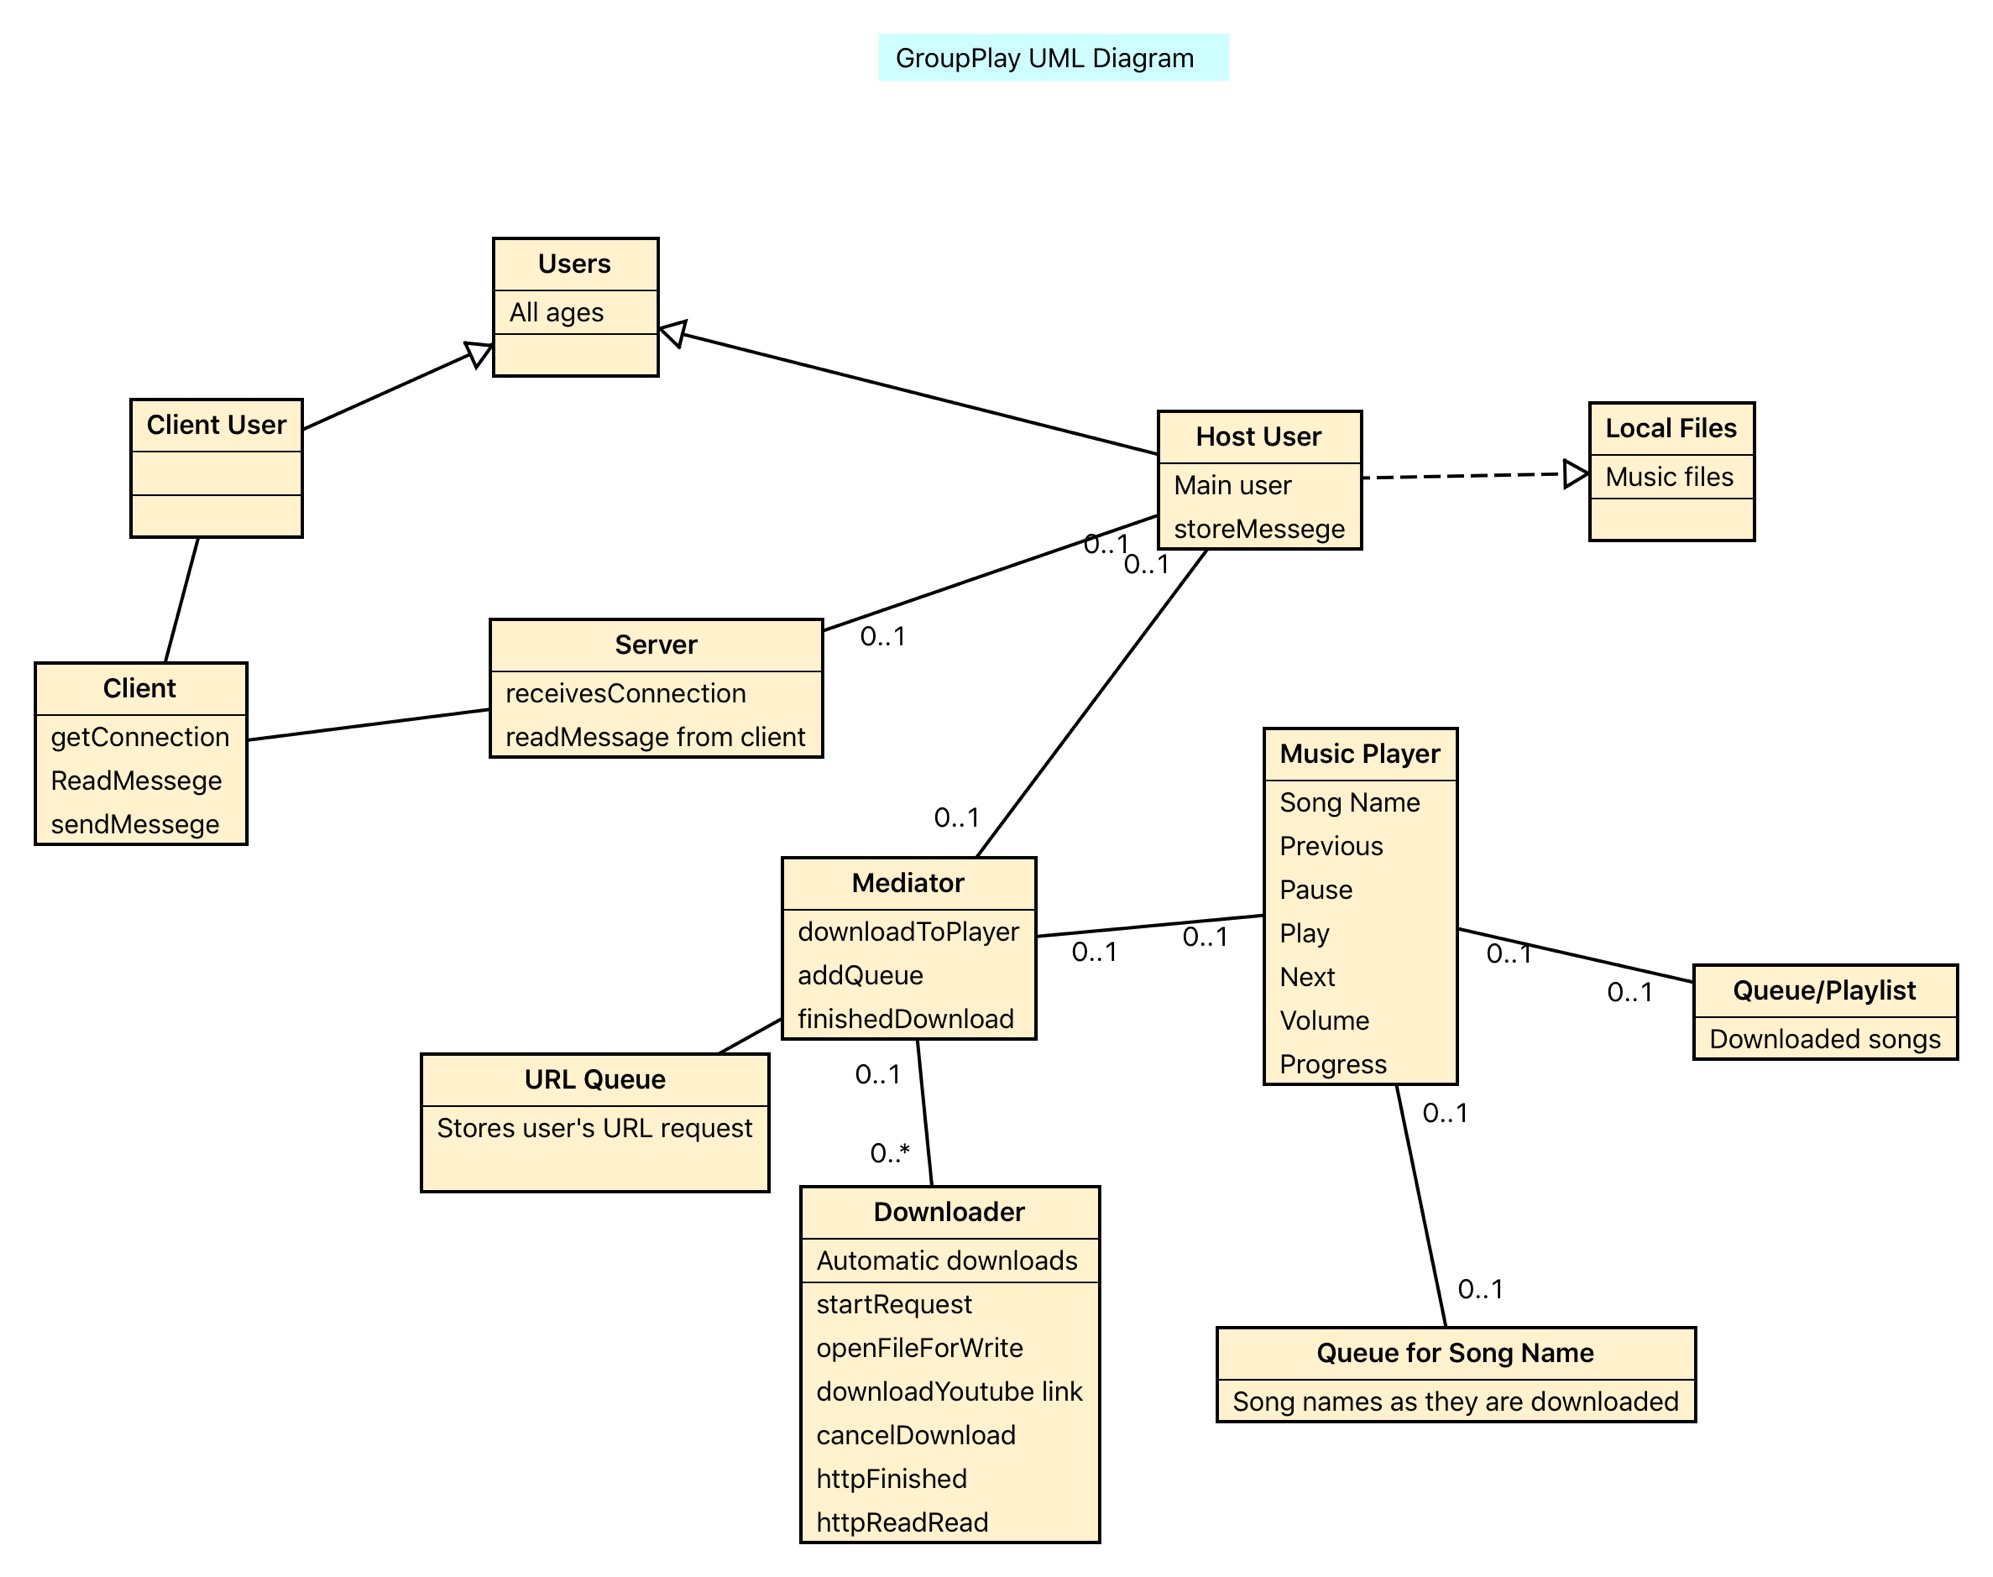 GroupPlay UML Diagram
Users
All ages
Client User
Host User
Main user
storeMessege
Local Files
Music files
0..1
0..1
0..1
Server
receivesConnection
readMessage from client
Client
getConnection
ReadMessege
sendMessege
0..1
Mediator
downloadToPlayer
addQueue
finishedDownload
0..1
0..1
Music Player
Song Name
Previous
Pause
Play
Next
Volume
Progress
0..1
0..1
Queue/Playlist
Downloaded songs
URL Queue
Stores user's URL request
0..1
0..*
Downloader
Automatic downloads
startRequest
openFileForWrite
downloadYoutube link
cancelDownload
httpFinished
httpReadRead
0..1
0..1
Queue for Song Name
Song names as they are downloaded